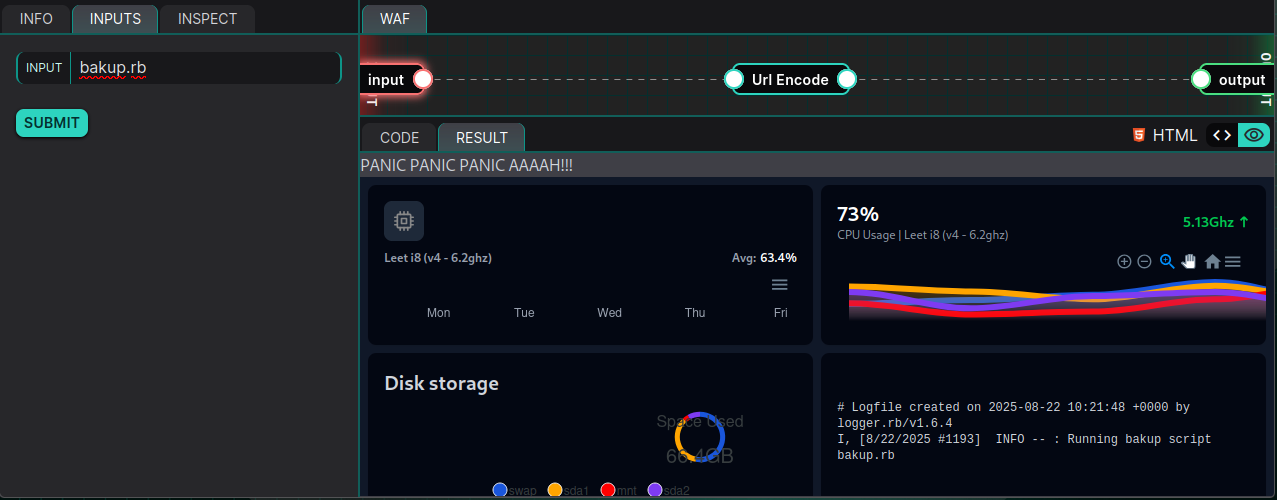 INFO
INPUTS
INSPECT
WAF
INPUT
bakup.rb
SUBMIT
input
Url Encode
output
CODE
RESULT
HTML
PANIC PANIC PANIC AAAAH!!!
Leet i8 (v4 - 6.2ghz)
Avg: 63.4%
Mon
Tue
Wed
Thu
Fri
73%
CPU Usage | Leet i8 (v4 - 6.2ghz)
5.13Ghz ↑
Disk storage
Space Used
66.4GB
swap
sda1
mnt
sda2
# Logfile created on 2025-08-22 10:21:48 +0000 by
logger.rb/v1.6.4
I, [8/22/2025 #1193]  INFO -- : Running bakup script
bakup.rb